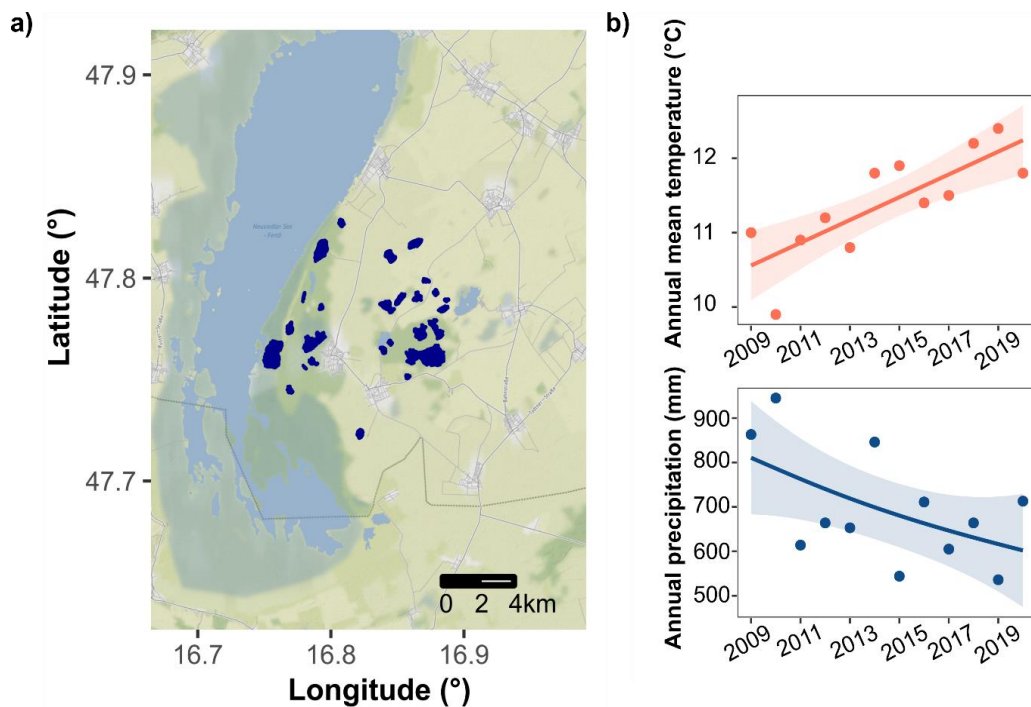 a)
47.9
47.8
47.7
Latitude (°)
0 2 4km
16.7 16.8 16.9
Longitude (°)
b)
Annual mean temperature (°C)
12
11
10
2009 2011 2013 2015 2017 2019
Annual precipitation (mm)
900
800
700
600
500
2009 2011 2013 2015 2017 2019